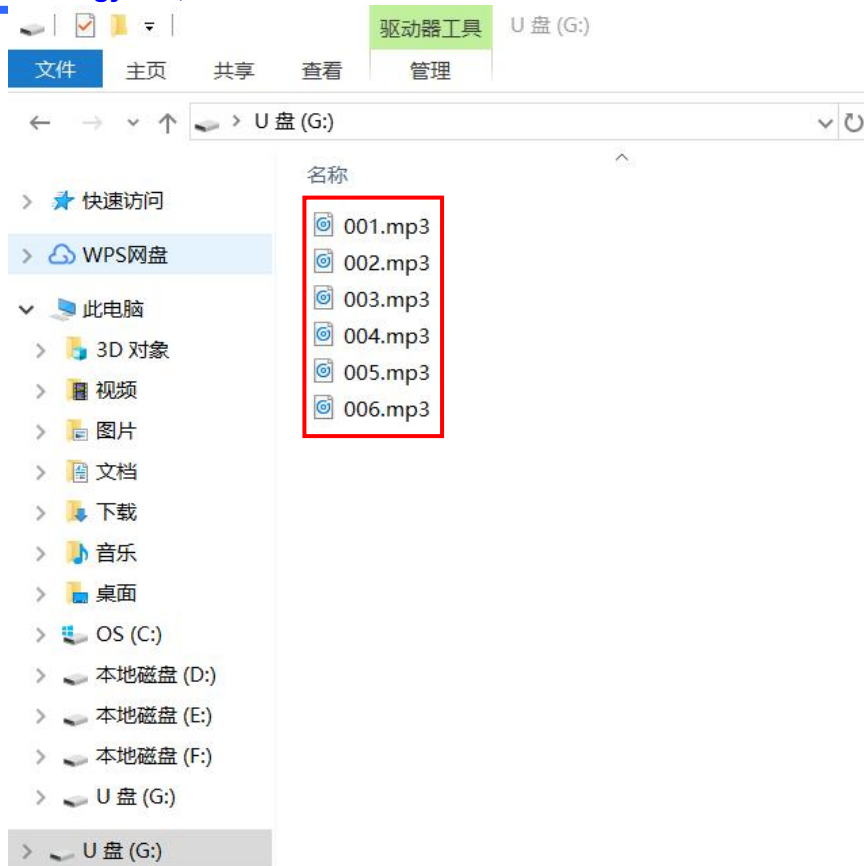 驱动器工具 U 盘 (G:)
文件 主页 共享 查看 管理
U 盘 (G:)
名称
001.mp3
002.mp3
003.mp3
004.mp3
005.mp3
006.mp3
快速访问
WPS网盘
此电脑
3D 对象
视频
图片
文档
下载
音乐
桌面
OS (C:)
本地磁盘 (D:)
本地磁盘 (E:)
本地磁盘 (F:)
U 盘 (G:)
U 盘 (G:)